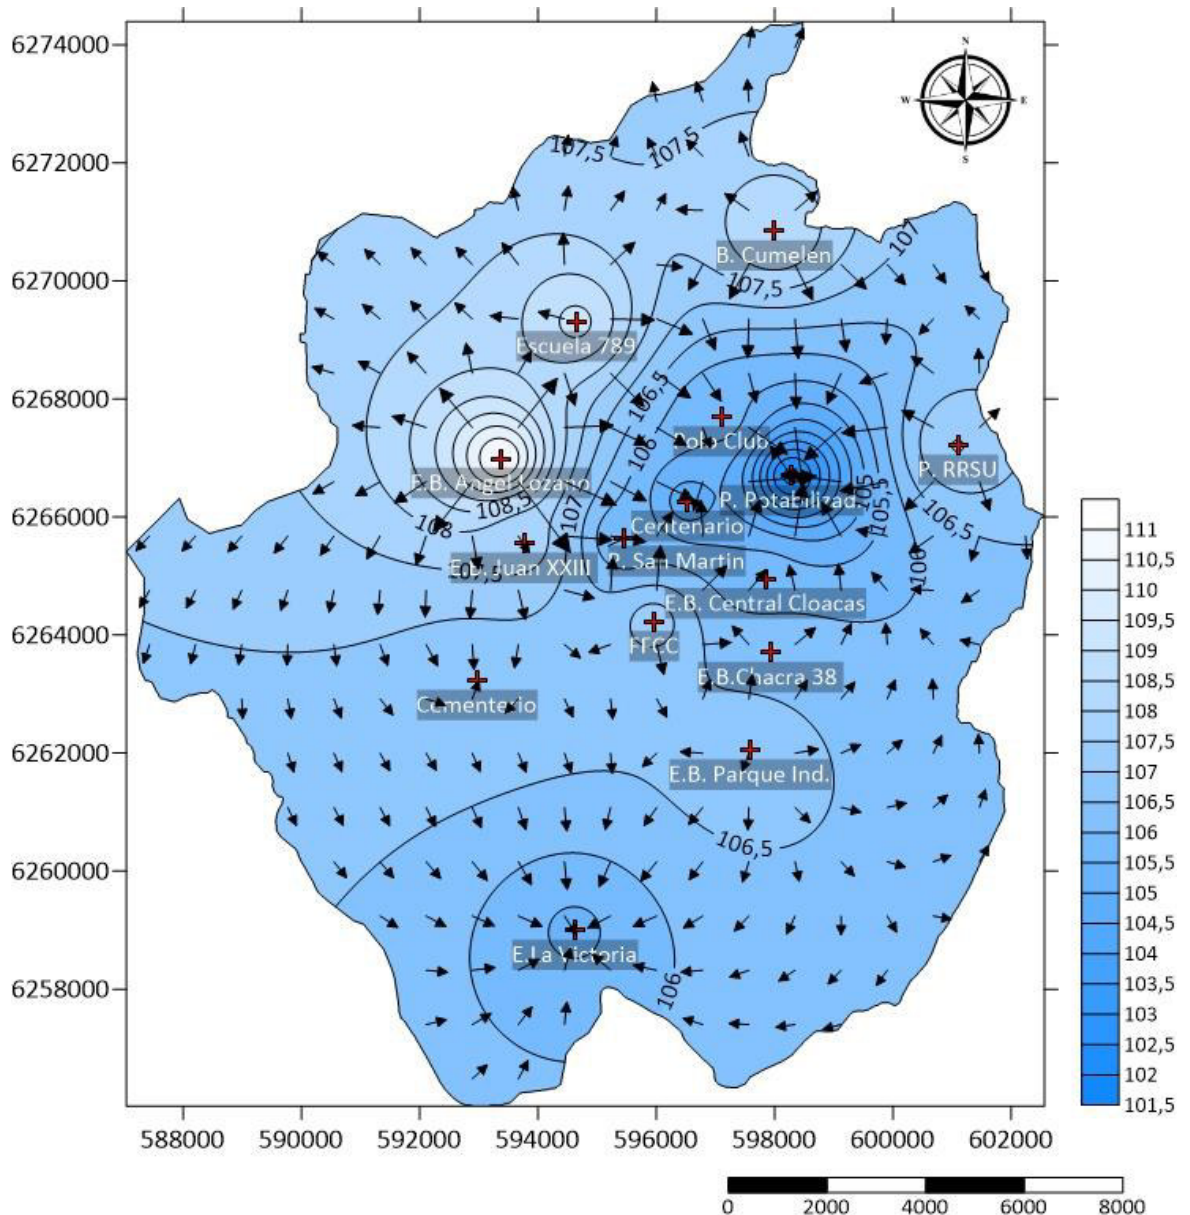 6274000
N
W
E
S
107,5
107,5
6272000
B. Cumelen
107
6270000
107,5
Escuela 789
6268000
106,5
Polo Club
106
P. RRSU
E.B. Angel Lozano
P. Potabilizad.
105
105,5
108,5
108
107
Centenario
106,5
6266000
E.B. Juan XXIII
107,5
P. San Martin
106
E.B. Central Cloacas
6264000
FFCC
E.B.Chacra 38
Cementerio
6262000
E.B. Parque Ind.
106,5
6260000
E.La Victoria
106
6258000
111
110,5
110
109,5
109
108,5
108
107,5
107
106,5
106
105,5
105
104,5
104
103,5
103
102,5
102
101,5
588000 590000 592000 594000 596000 598000 600000 602000
0 2000 4000 6000 8000